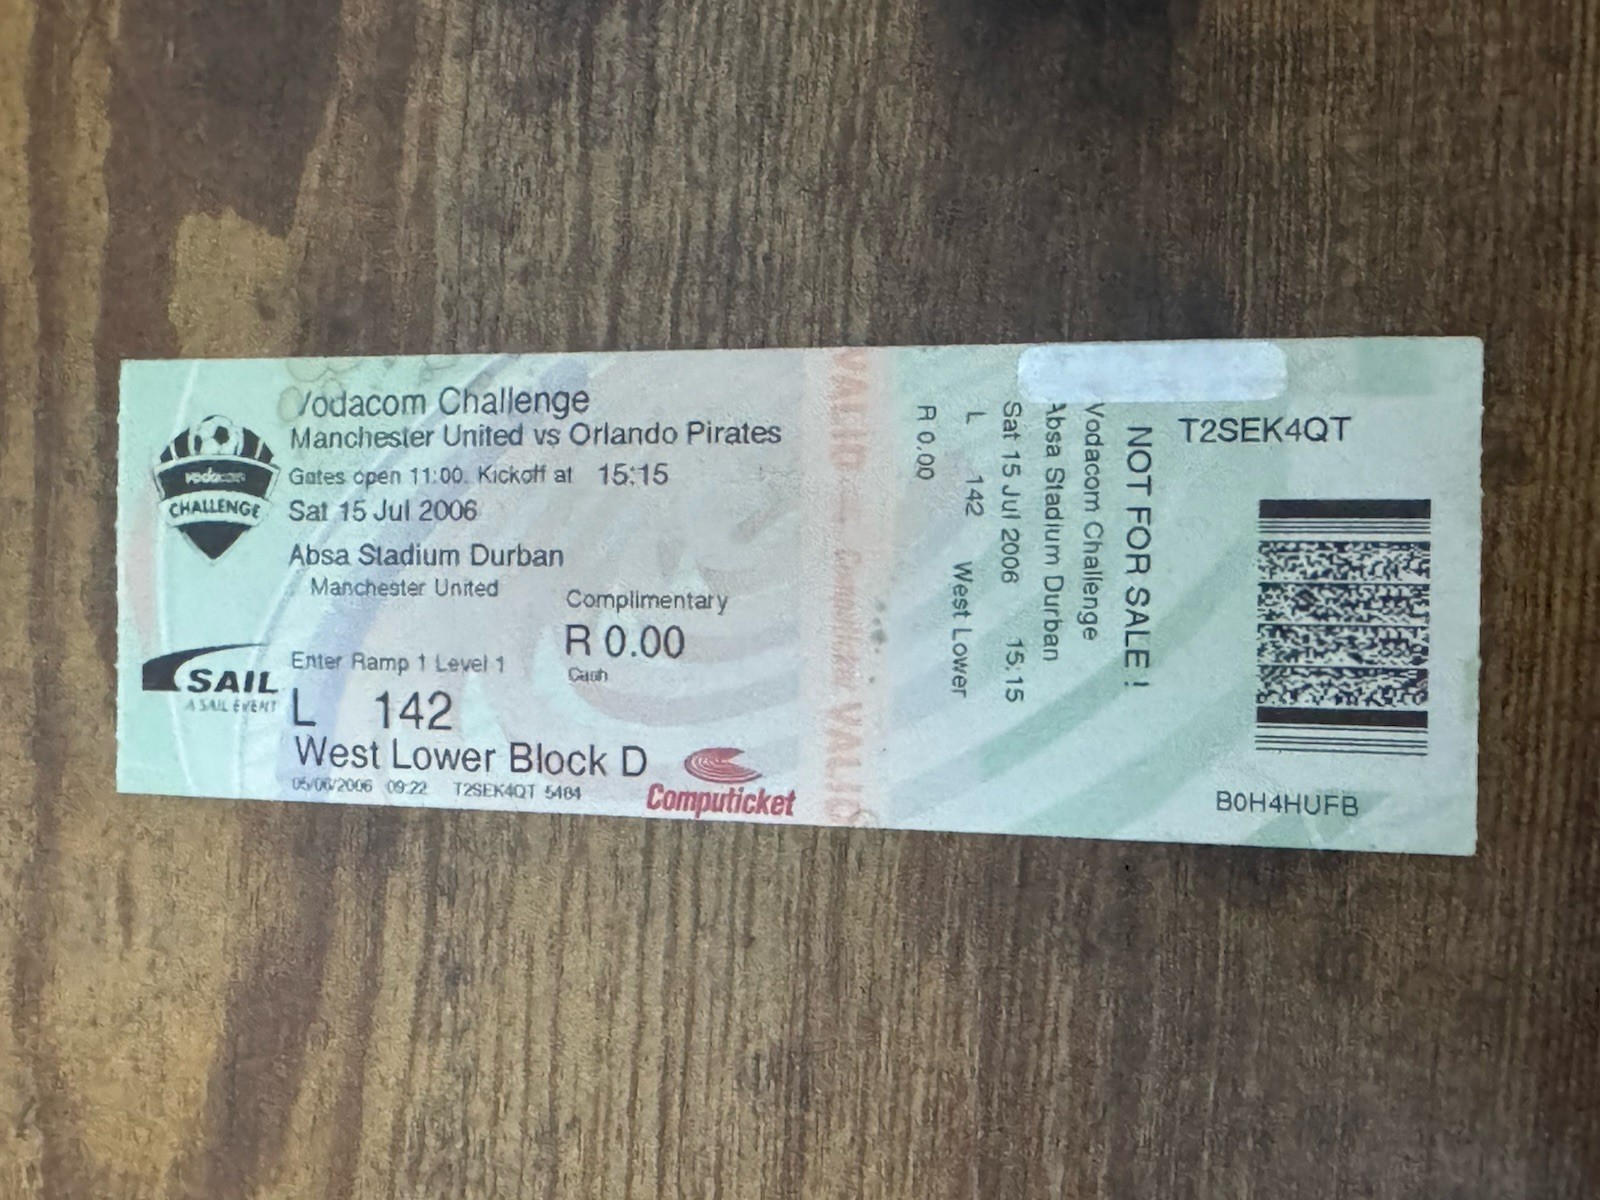 Vodacom Challenge
Manchester United vs Orlando Pirates
Gates open 11:00. Kickoff at 15:15
Sat 15 Jul 2006
Absa Stadium Durban
Manchester United
Complimentary
R 0.00
Cash
Enter Ramp 1 Level 1
L 142
West Lower Block D
05/06/2006 09:22 T2SEK4QT 5484
vodacom
CHALLENGE
SAIL
A SAIL EVENT
Computicket
VALID
Computicket
VALID
R 0.00
L 142 West Lower
Sat 15 Jul 2006 15:15
Absa Stadium Durban
Vodacom Challenge
NOT FOR SALE !
T2SEK4QT
B0H4HUFB